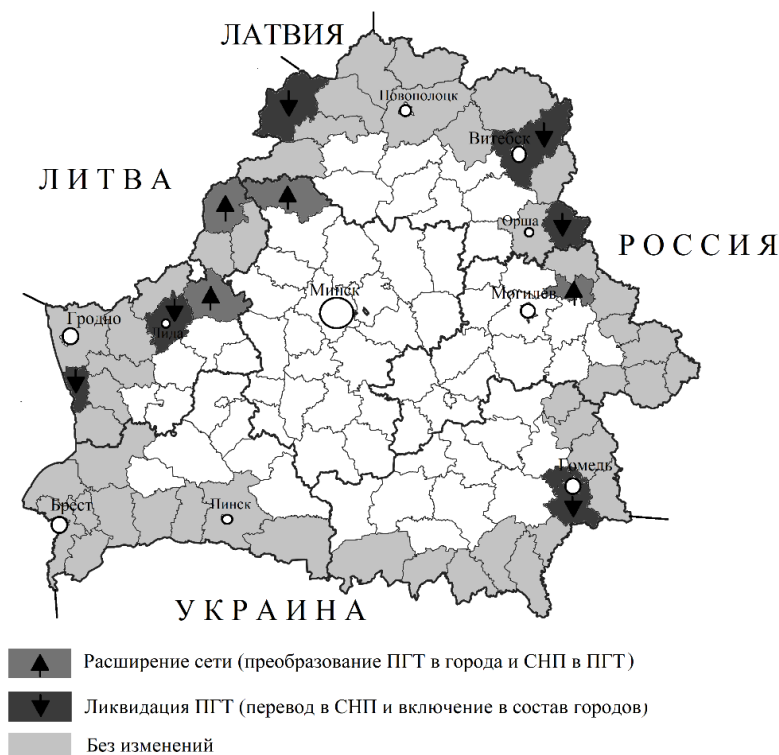 ЛАТВИЯ
Новополоцк
Витебск
ЛИТВА
Орша
РОССИЯ
Минск
Могилёв
Гродно
Лида
Гомель
Брест
Пинск
УКРАИНА
Расширение сети (преобразование ПГТ в города и СНП в ПГТ)
Ликвидация ПГТ (перевод в СНП и включение в состав городов)
Без изменений